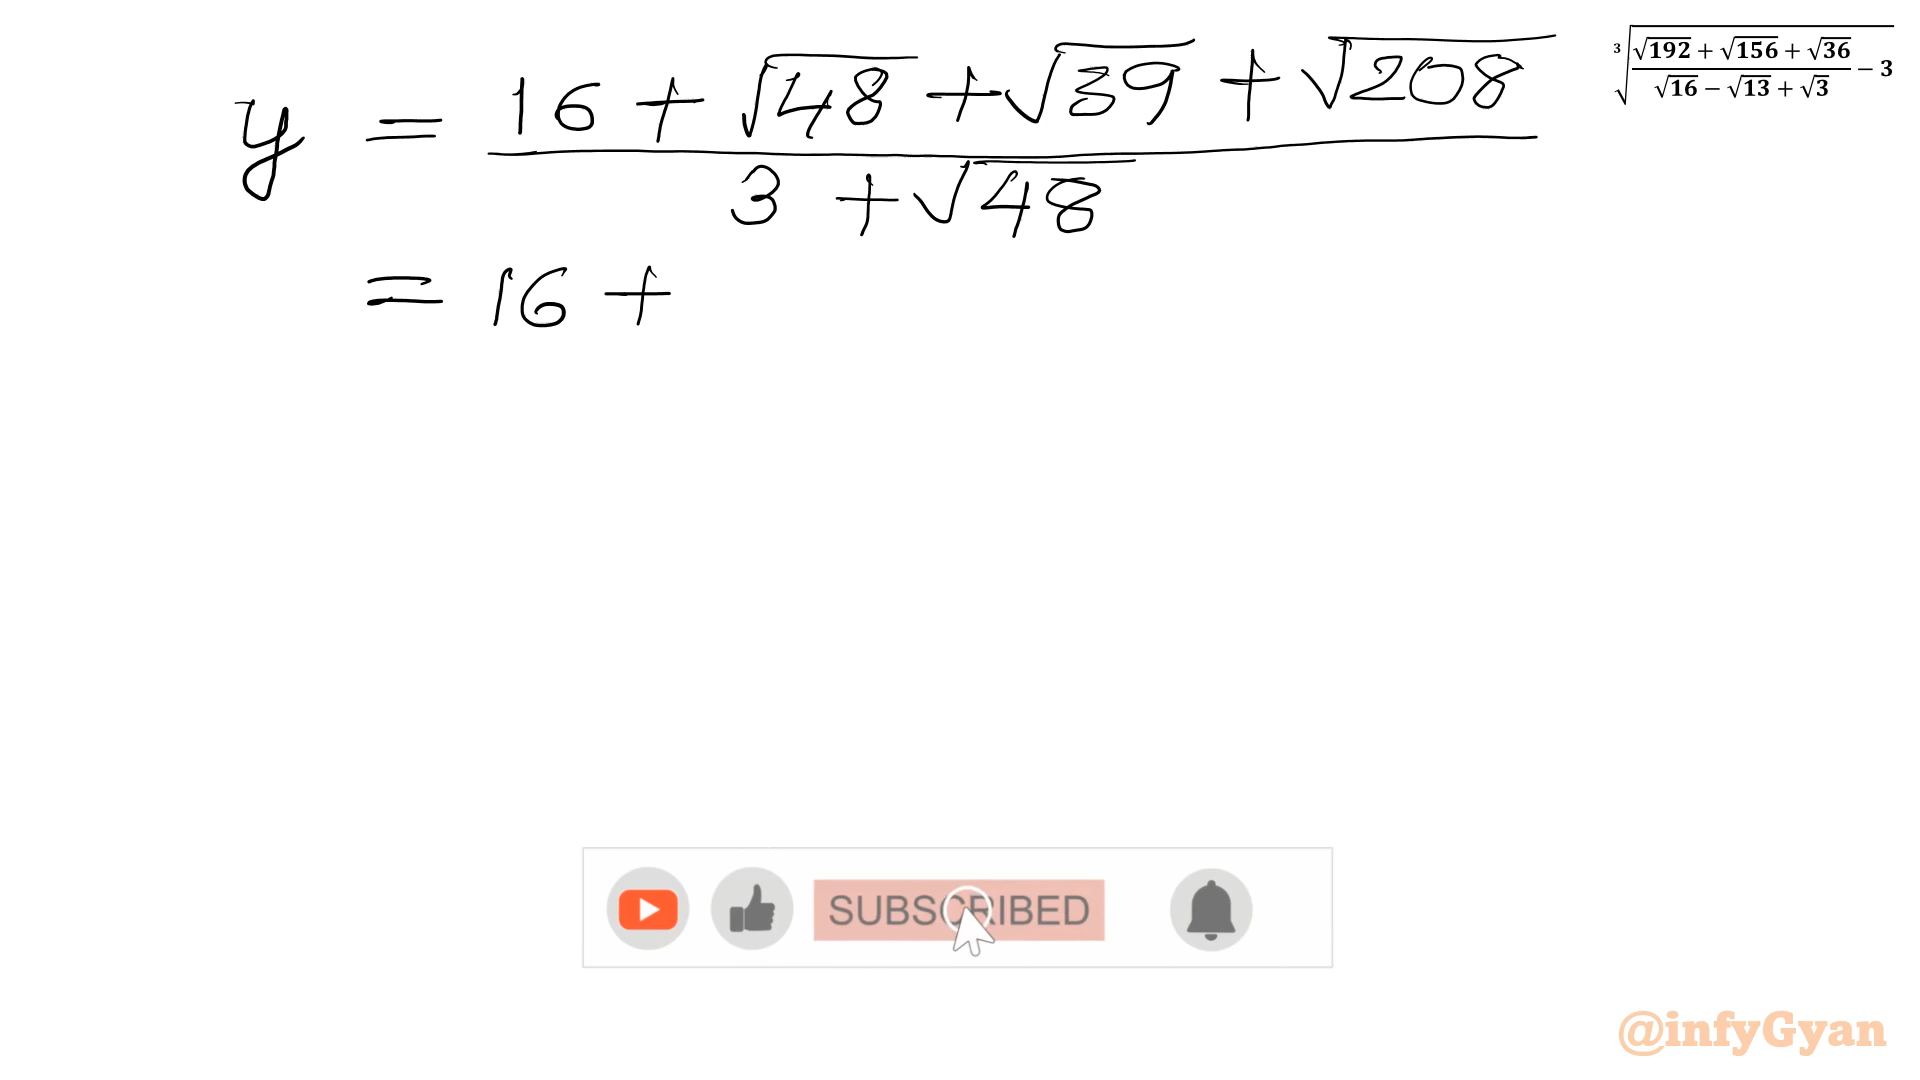 y = (16 + √48 + √39 + √208) / (3 + √48)
∛((√192 + √156 + √36) / (√16 − √13 + √3) − 3)
= 16 +
SUBSCRIBED
@infyGyan